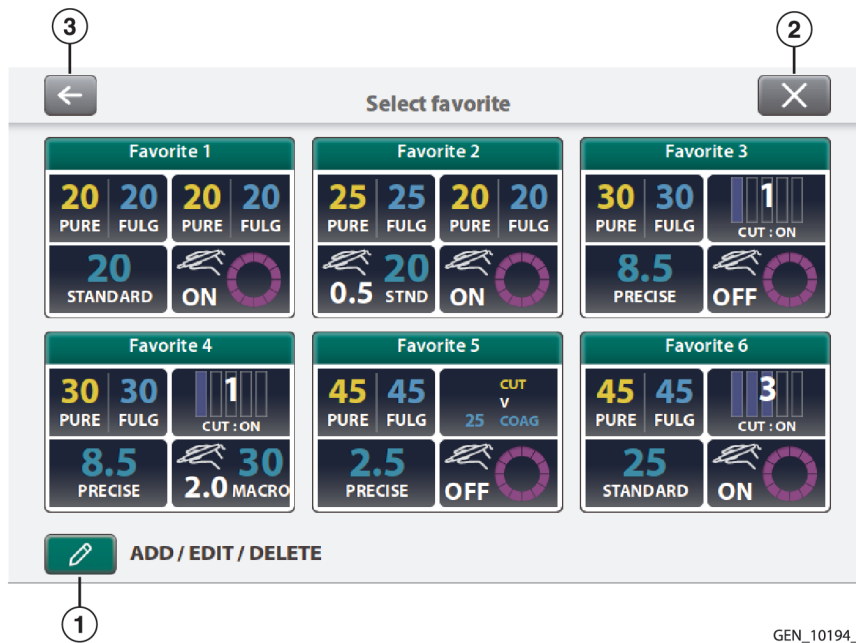 3
2
Select favorite
Favorite 1
20 20 20 20
PURE FULG PURE FULG
20
STANDARD ON
Favorite 2
25 25 20 20
PURE FULG PURE FULG
0.5 20 STND ON
Favorite 3
30 30 1
PURE FULG CUT : ON
8.5
PRECISE OFF
Favorite 4
30 30 1
PURE FULG CUT : ON
8.5 30
PRECISE 2.0 MACRO
Favorite 5
45 45 CUT
V
PURE FULG 25 COAG
2.5
PRECISE OFF
Favorite 6
45 45 3
PURE FULG CUT : ON
25
STANDARD ON
ADD / EDIT / DELETE
1
GEN_10194_